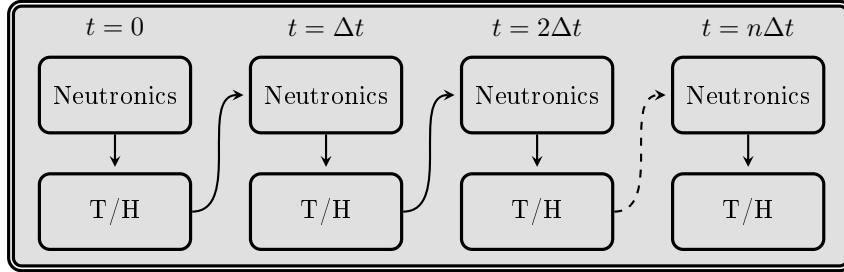 t = 0 t = Δt t = 2Δt t = nΔt
Neutronics Neutronics Neutronics Neutronics
T/H T/H T/H T/H